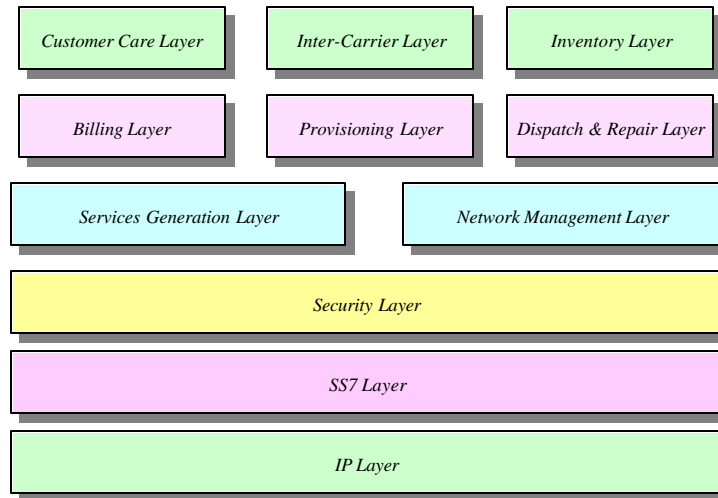 Customer Care Layer
Inter-Carrier Layer
Inventory Layer
Billing Layer
Provisioning Layer
Dispatch & Repair Layer
Services Generation Layer
Network Management Layer
Security Layer
SS7 Layer
IP Layer